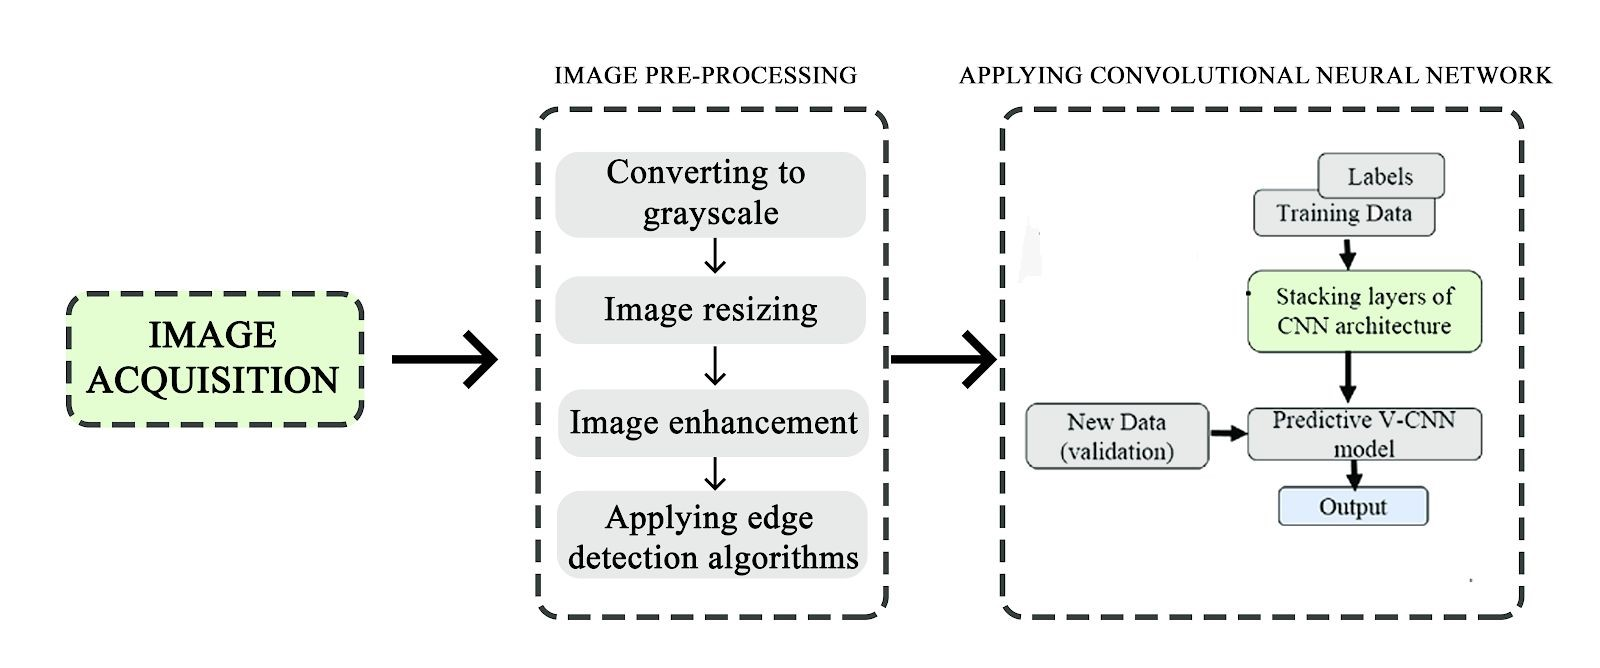 IMAGE PRE-PROCESSING
APPLYING CONVOLUTIONAL NEURAL NETWORK
IMAGE
ACQUISITION
Converting to
grayscale
Image resizing
Image enhancement
Applying edge
detection algorithms
Labels
Training Data
Stacking layers of
CNN architecture
New Data
(validation)
Predictive V-CNN
model
Output